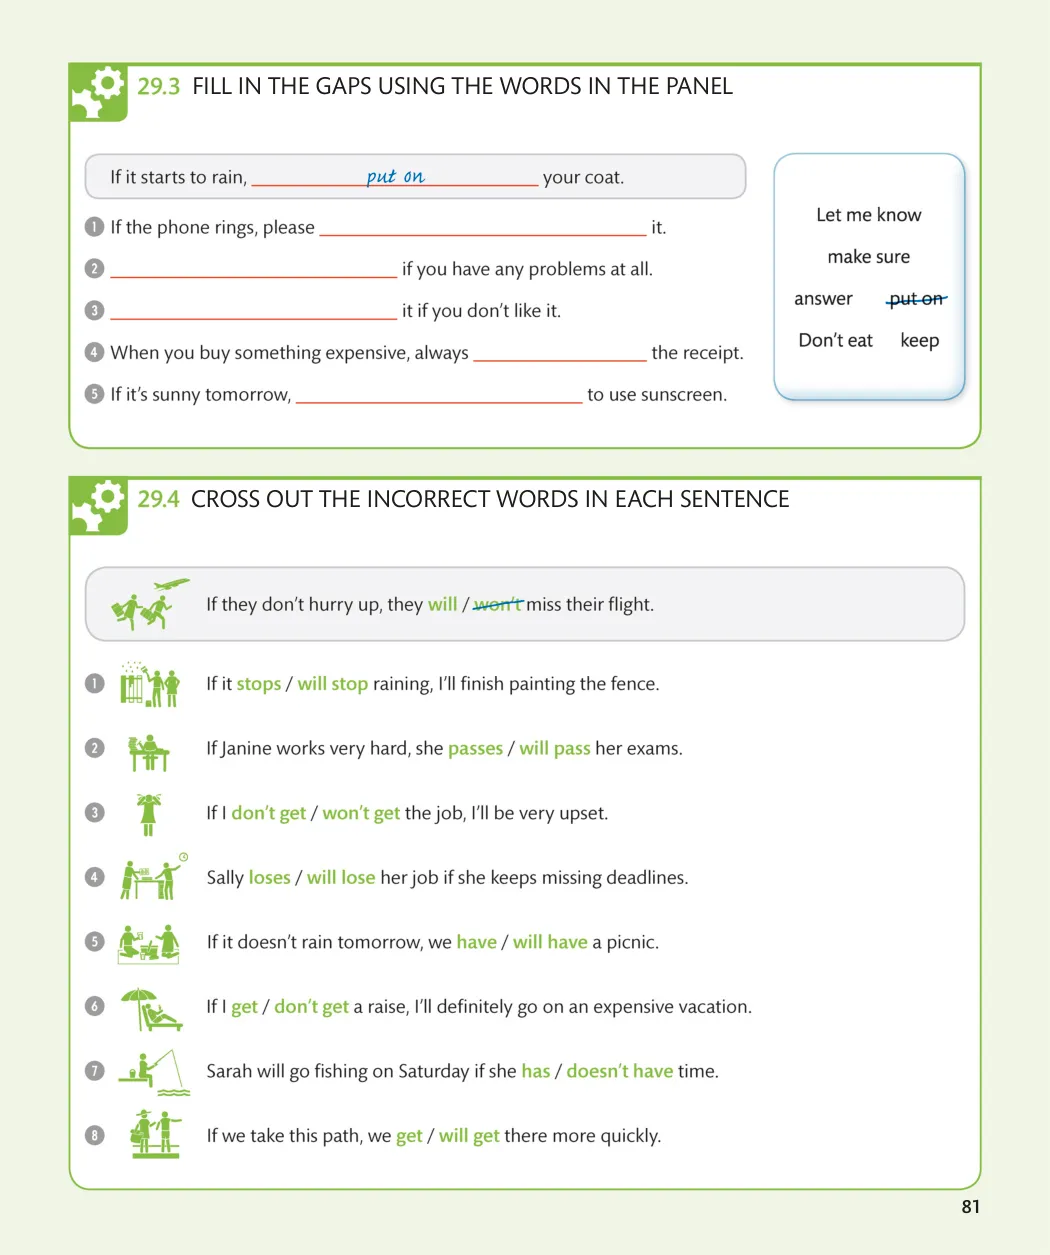 29.3 FILL IN THE GAPS USING THE WORDS IN THE PANEL
If it starts to rain, put on your coat.
1 If the phone rings, please ______ it.
2 ______ if you have any problems at all.
3 ______ it if you don't like it.
4 When you buy something expensive, always ______ the receipt.
5 If it's sunny tomorrow, ______ to use sunscreen.
Let me know
make sure
answer put on
Don't eat keep
29.4 CROSS OUT THE INCORRECT WORDS IN EACH SENTENCE
If they don't hurry up, they will / won't miss their flight.
1 If it stops / will stop raining, I'll finish painting the fence.
2 If Janine works very hard, she passes / will pass her exams.
3 If I don't get / won't get the job, I'll be very upset.
4 Sally loses / will lose her job if she keeps missing deadlines.
5 If it doesn't rain tomorrow, we have / will have a picnic.
6 If I get / don't get a raise, I'll definitely go on an expensive vacation.
7 Sarah will go fishing on Saturday if she has / doesn't have time.
8 If we take this path, we get / will get there more quickly.
81